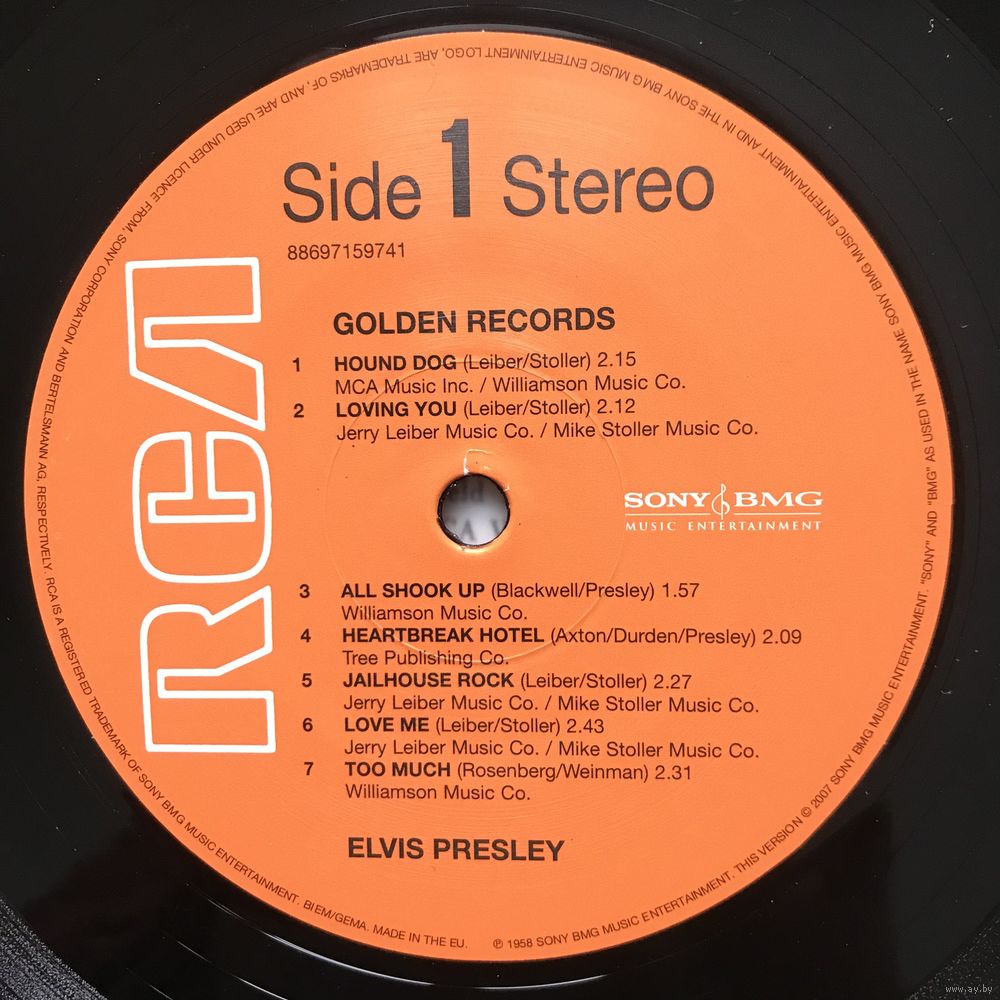 Side 1 Stereo
88697159741
RCA
GOLDEN RECORDS
1 HOUND DOG (Leiber/Stoller) 2.15
MCA Music Inc. / Williamson Music Co.
2 LOVING YOU (Leiber/Stoller) 2.12
Jerry Leiber Music Co. / Mike Stoller Music Co.
SONY BMG
MUSIC ENTERTAINMENT
3 ALL SHOOK UP (Blackwell/Presley) 1.57
Williamson Music Co.
4 HEARTBREAK HOTEL (Axton/Durden/Presley) 2.09
Tree Publishing Co.
5 JAILHOUSE ROCK (Leiber/Stoller) 2.27
Jerry Leiber Music Co. / Mike Stoller Music Co.
6 LOVE ME (Leiber/Stoller) 2.43
Jerry Leiber Music Co. / Mike Stoller Music Co.
7 TOO MUCH (Rosenberg/Weinman) 2.31
Williamson Music Co.
ELVIS PRESLEY
℗ 1958 SONY BMG MUSIC ENTERTAINMENT. THIS VERSION © 2007 SONY BMG MUSIC ENTERTAINMENT. "SONY" AND "BMG" AS USED IN THE NAME SONY BMG MUSIC ENTERTAINMENT AND IN THE SONY BMG MUSIC ENTERTAINMENT LOGO, ARE TRADEMARKS OF, AND ARE USED UNDER LICENCE FROM, SONY CORPORATION AND BERTELSMANN AG, RESPECTIVELY. RCA IS A REGISTERED TRADEMARK OF SONY BMG MUSIC ENTERTAINMENT. BIEM/GEMA. MADE IN THE EU.
www.ay.by